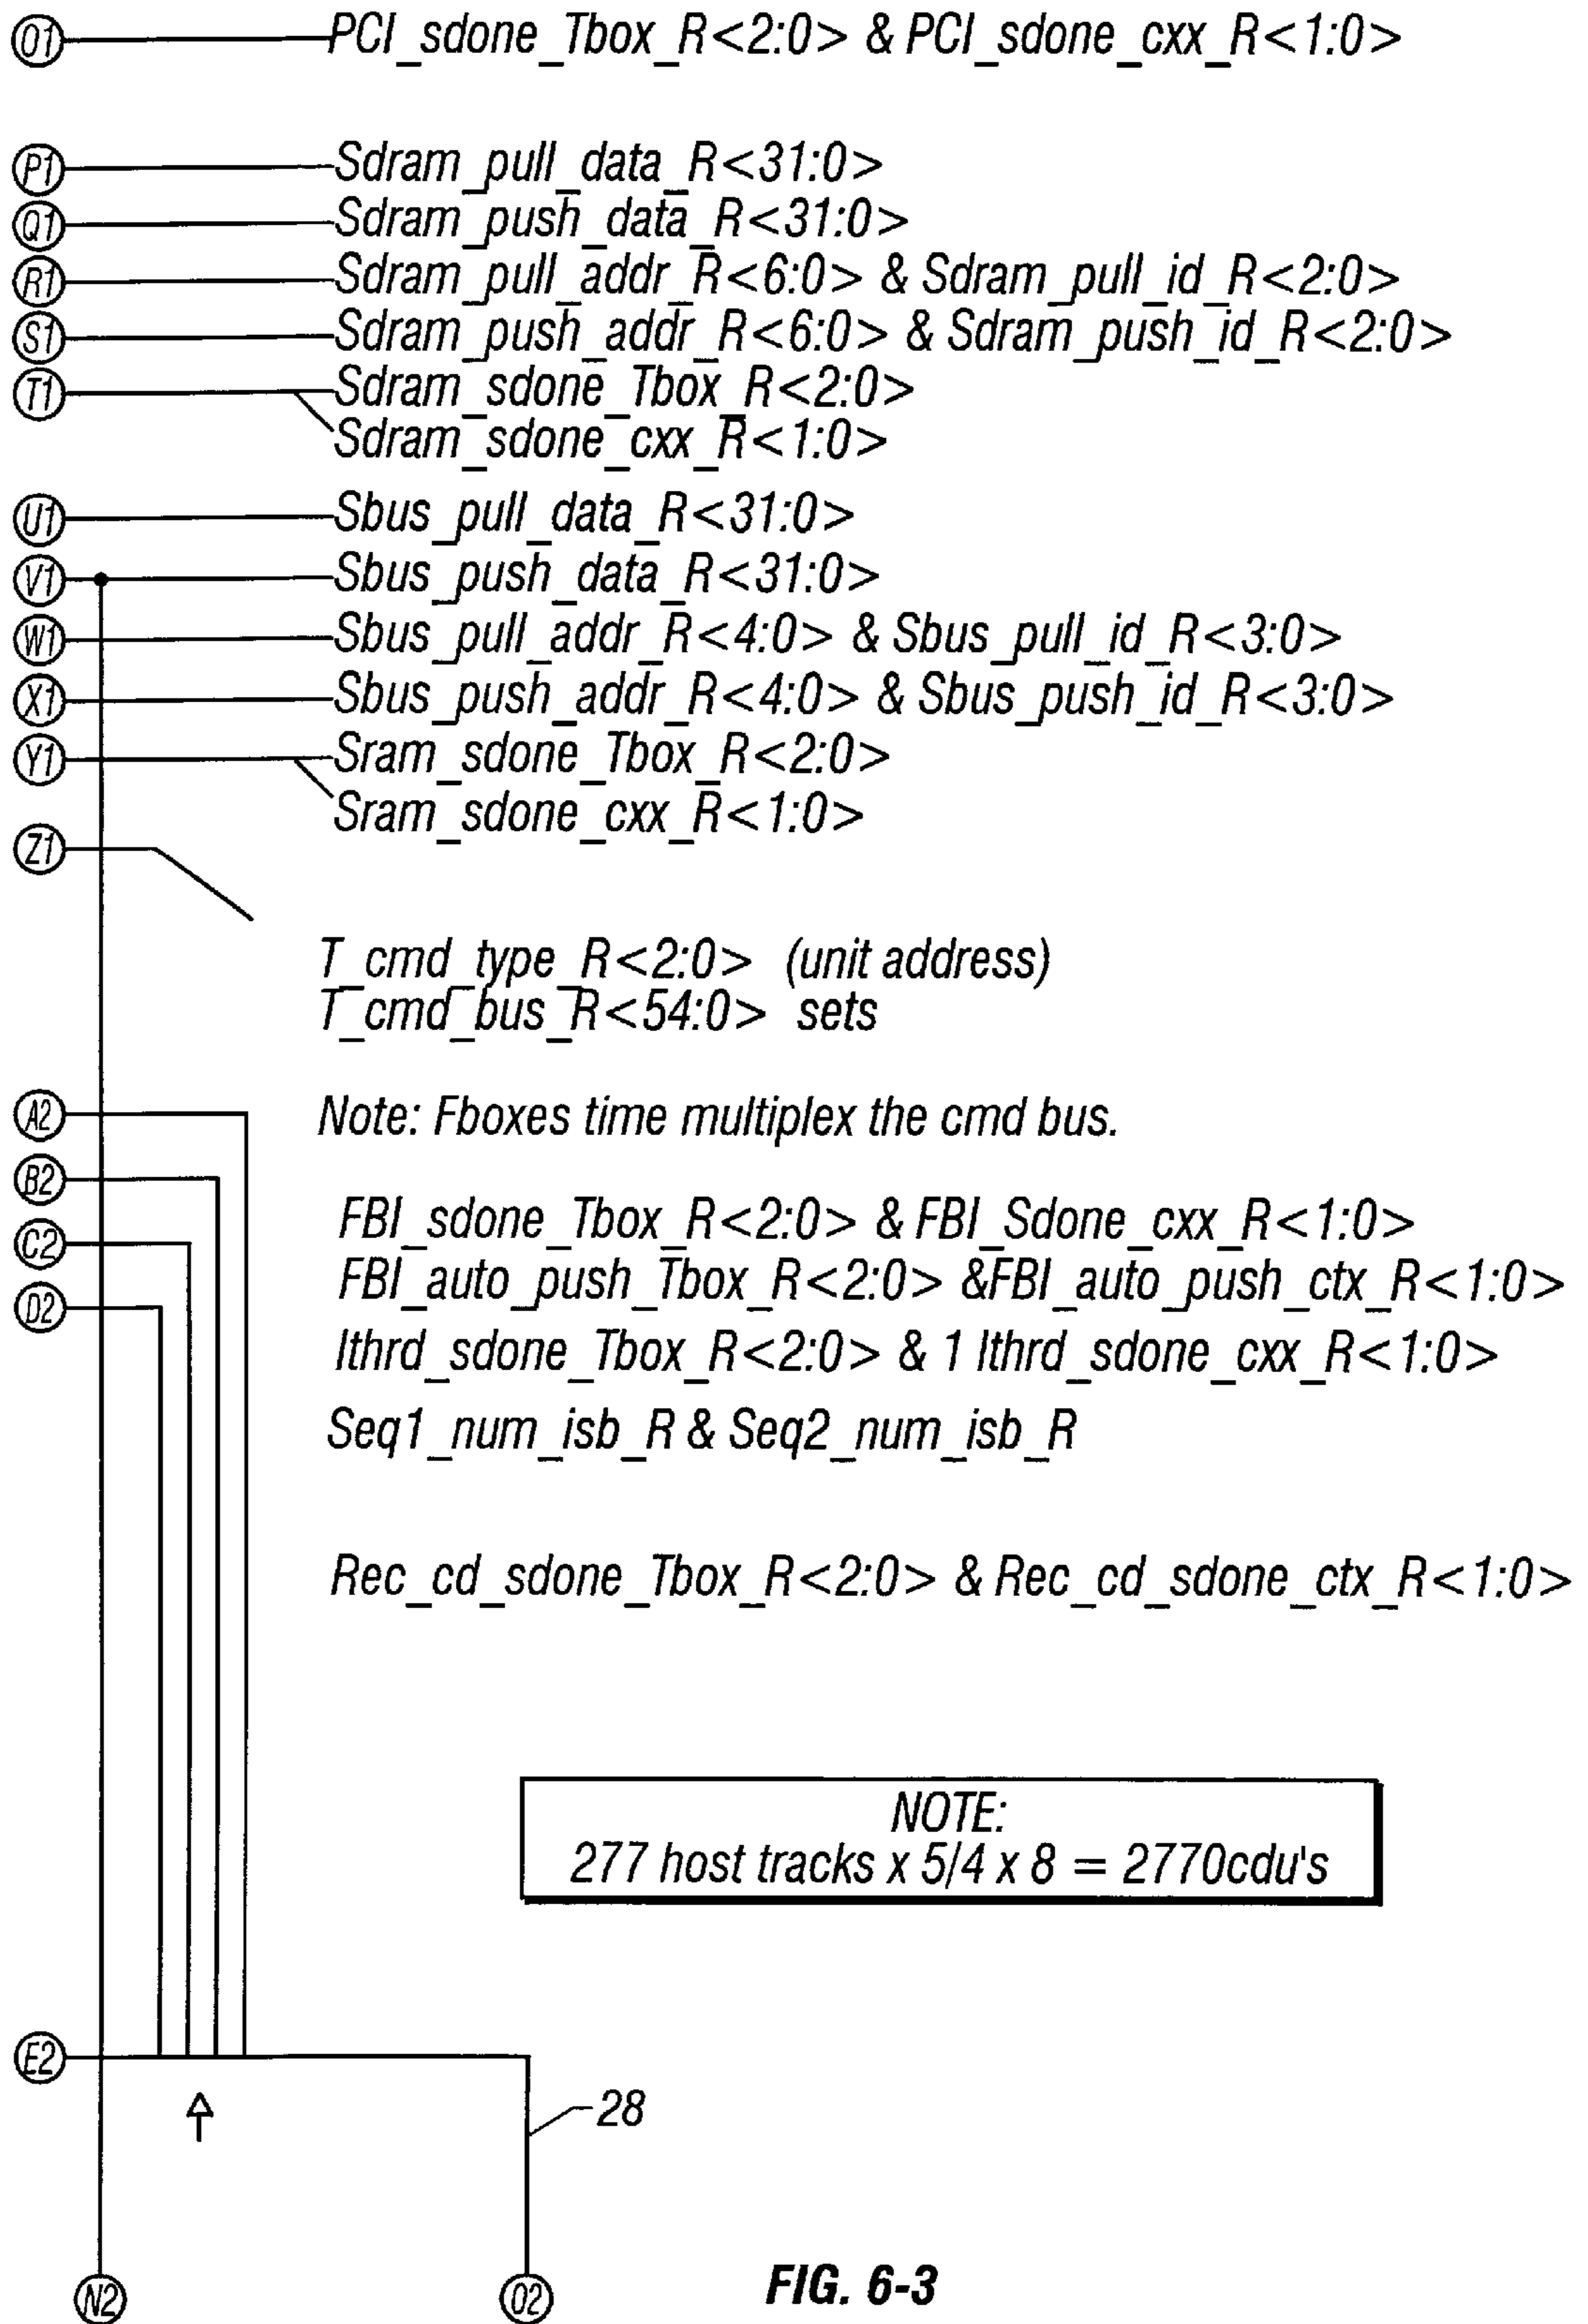 O1 PCI_sdone_Tbox_R<2:0> & PCI_sdone_cxx_R<1:0>
P1 Sdram_pull_data_R<31:0>
Q1 Sdram_push_data_R<31:0>
R1 Sdram_pull_addr_R<6:0> & Sdram_pull_id_R<2:0>
S1 Sdram_push_addr_R<6:0> & Sdram_push_id_R<2:0>
T1 Sdram_sdone_Tbox_R<2:0>
Sdram_sdone_cxx_R<1:0>
U1 Sbus_pull_data_R<31:0>
V1 Sbus_push_data_R<31:0>
W1 Sbus_pull_addr_R<4:0> & Sbus_pull_id_R<3:0>
X1 Sbus_push_addr_R<4:0> & Sbus_push_id_R<3:0>
Y1 Sram_sdone_Tbox_R<2:0>
Sram_sdone_cxx_R<1:0>
Z1
T_cmd_type_R<2:0> (unit address)
T_cmd_bus_R<54:0> sets
A2 Note: Fboxes time multiplex the cmd bus.
B2
FBI_sdone_Tbox_R<2:0> & FBI_Sdone_cxx_R<1:0>
C2
FBI_auto_push_Tbox_R<2:0> &FBI_auto_push_ctx_R<1:0>
D2
Ithrd_sdone_Tbox_R<2:0> & 1 Ithrd_sdone_cxx_R<1:0>
Seq1_num_isb_R & Seq2_num_isb_R
Rec_cd_sdone_Tbox_R<2:0> & Rec_cd_sdone_ctx_R<1:0>
NOTE:
277 host tracks x 5/4 x 8 = 2770cdu's
E2
28
N2
O2
FIG. 6-3